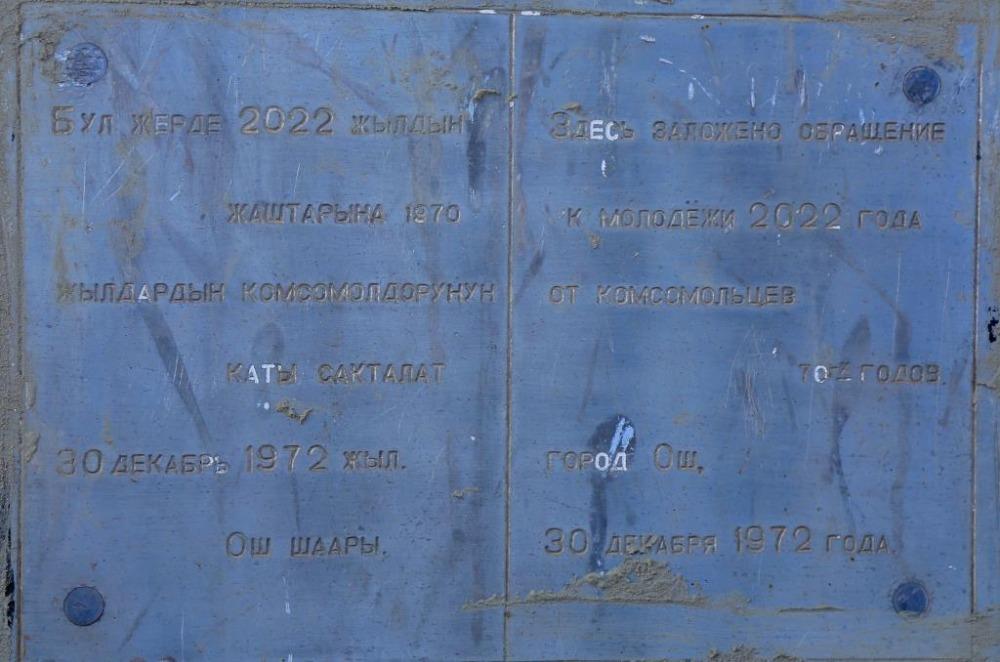 Бул жерде 2022 жылдын
жаштарына 1970
жылдардын комсомолдорунун
каты сакталат
30 декабрь 1972 жыл.
Ош шаары.
Здесь заложено обращение
к молодёжи 2022 года
от комсомольцев
70гх годов.
город Ош,
30 декабря 1972 года.